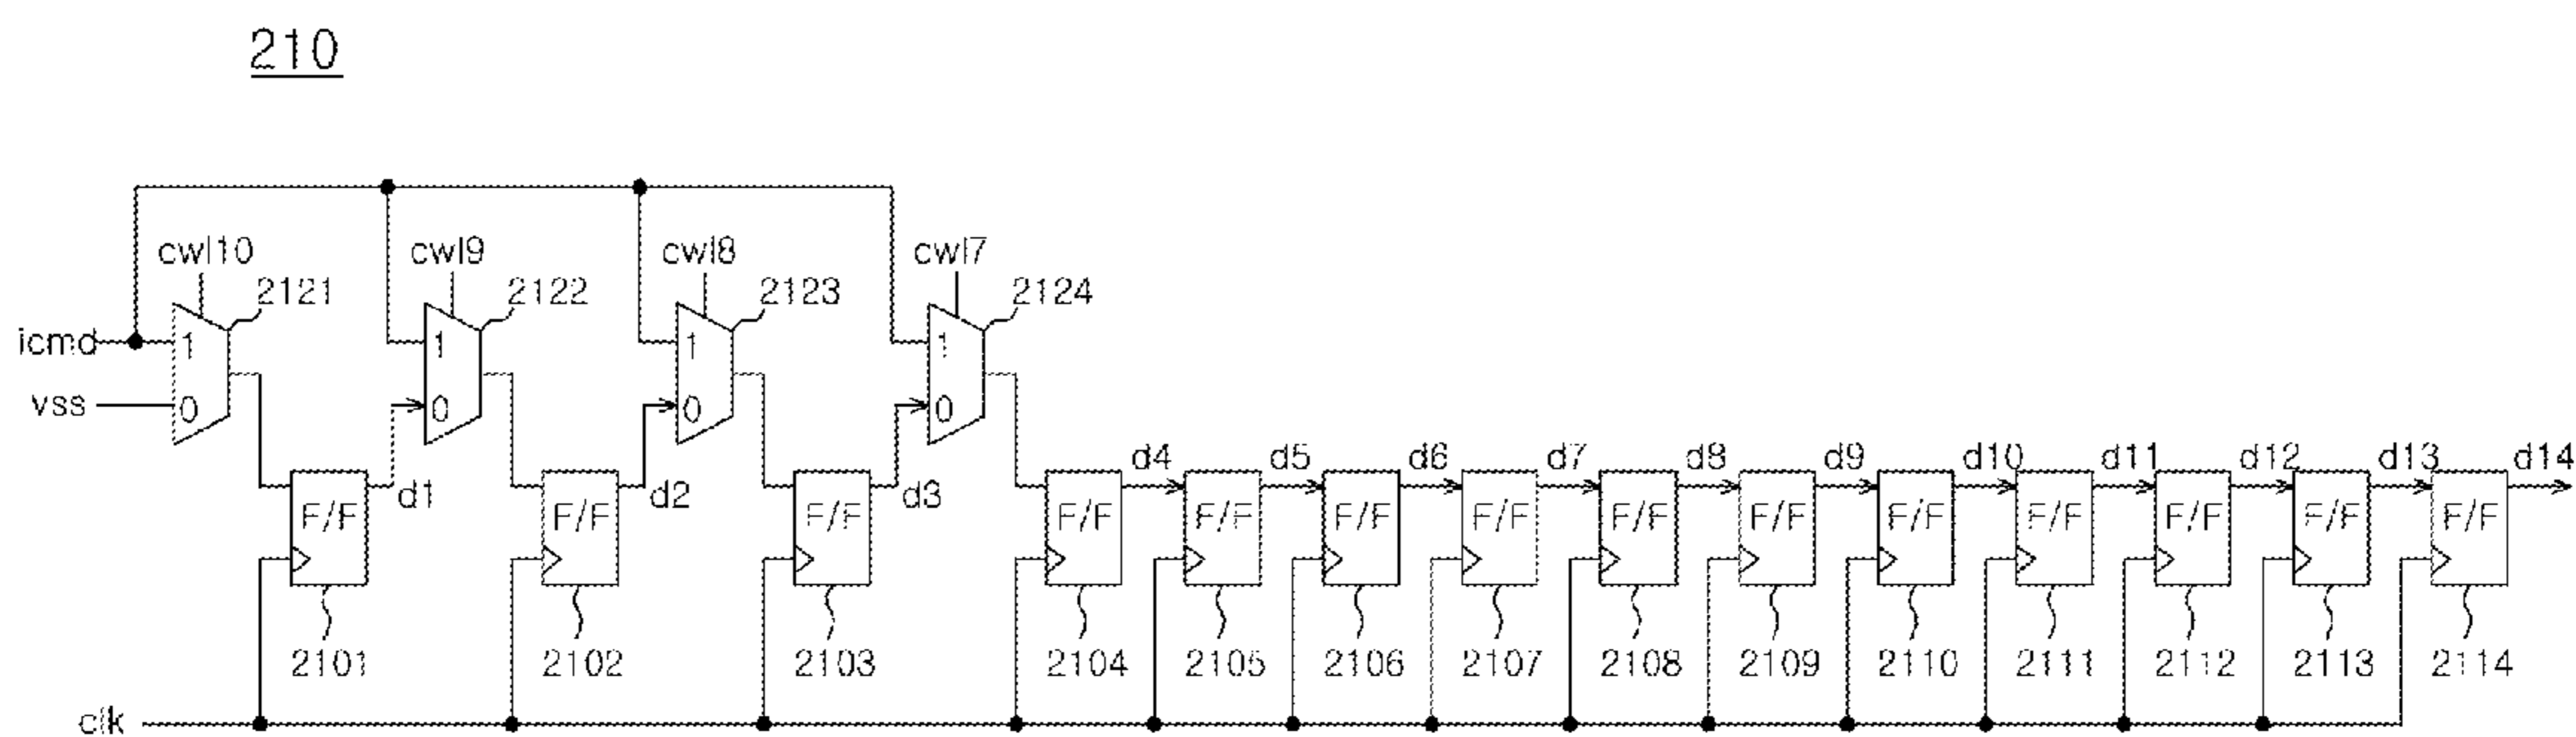 210
cwl10 cwl9 cwl8 cwl7
2121 2122 2123 2124
icmd 1 1 1 1
vss 0 0 0 0
d4 d5 d6 d7 d8 d9 d10 d11 d12 d13 d14
d1 d2 d3
F/F F/F F/F F/F F/F F/F F/F F/F F/F F/F F/F F/F F/F F/F
2101 2102 2103 2104 2105 2106 2107 2108 2109 2110 2111 2112 2113 2114
clk